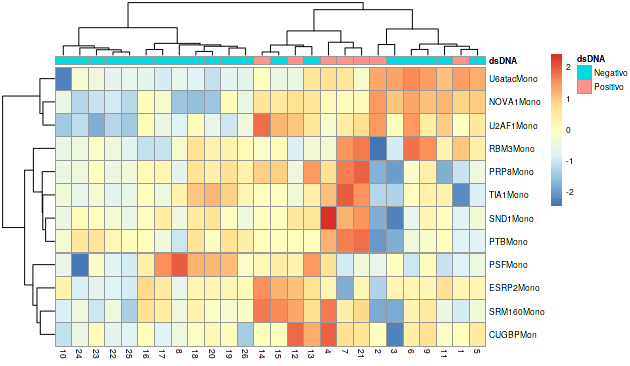 dsDNA
U6atacMono
NOVA1Mono
U2AF1Mono
RBM3Mono
PRP8Mono
TIA1Mono
SND1Mono
PTBMono
PSFMono
ESRP2Mono
SRM160Mono
CUGBPMon
10 24 23 22 25 16 17 8 18 20 19 26 14 15 12 13 4 7 21 2 3 6 9 11 1 5
2
1
0
-1
-2
dsDNA
Negativo
Positivo